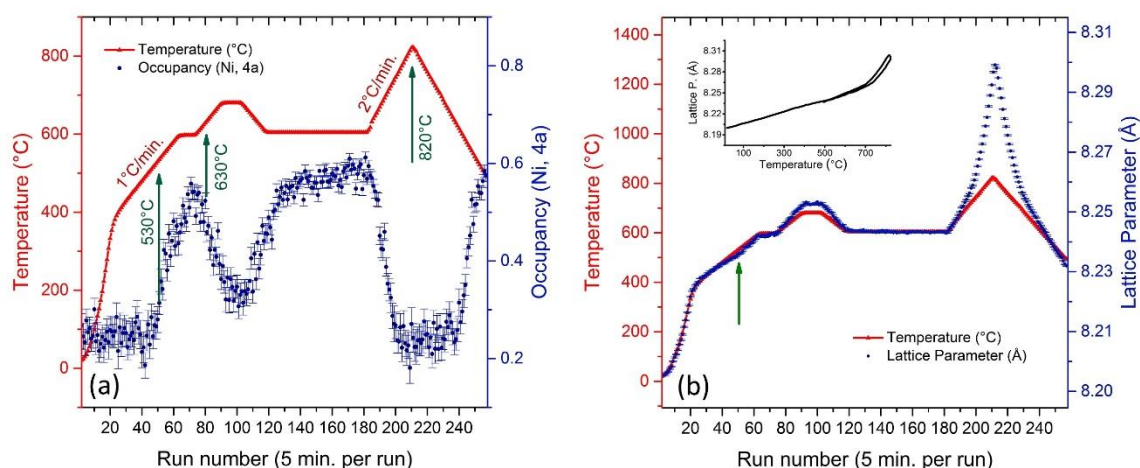 Temperature (°C)
800
600
400
200
0
Temperature (°C)
Occupancy (Ni, 4a)
1°C/min.
530°C
630°C
2°C/min.
820°C
(a)
0.8
0.6
0.4
0.2
Occupancy (Ni, 4a)
20 40 60 80 100 120 140 160 180 200 220 240
Run number (5 min. per run)
Temperature (°C)
1400
1200
1000
800
600
400
200
0
Lattice P. (Å)
8.31
8.25
8.22
8.19
100 300 500 700
Temperature (°C)
Temperature (°C)
Lattice Parameter (Å)
(b)
8.30
8.29
8.26
8.25
8.23
8.21
8.20
Lattice Parameter (Å)
20 40 60 80 100 120 140 160 180 200 220 240
Run number (5 min. per run)